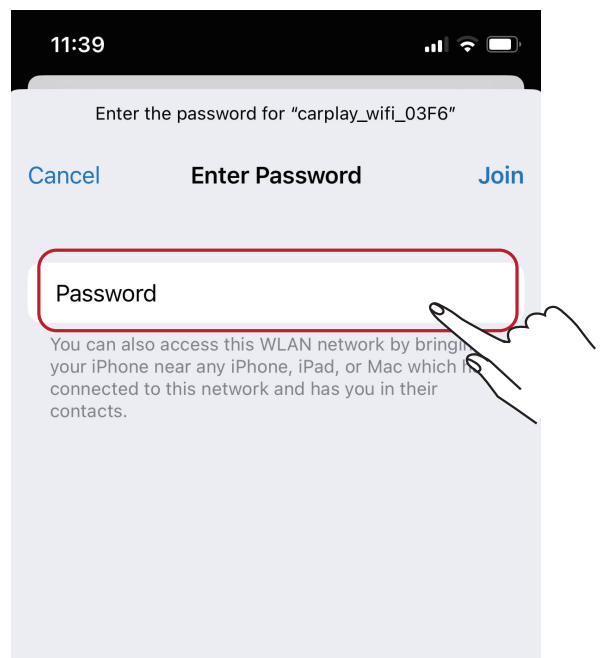 11:39
Enter the password for “carplay_wifi_03F6”
Cancel Enter Password Join
Password
You can also access this WLAN network by
your iPhone near any iPhone, iPad, or Mac which
connected to this network and has you in their
contacts.